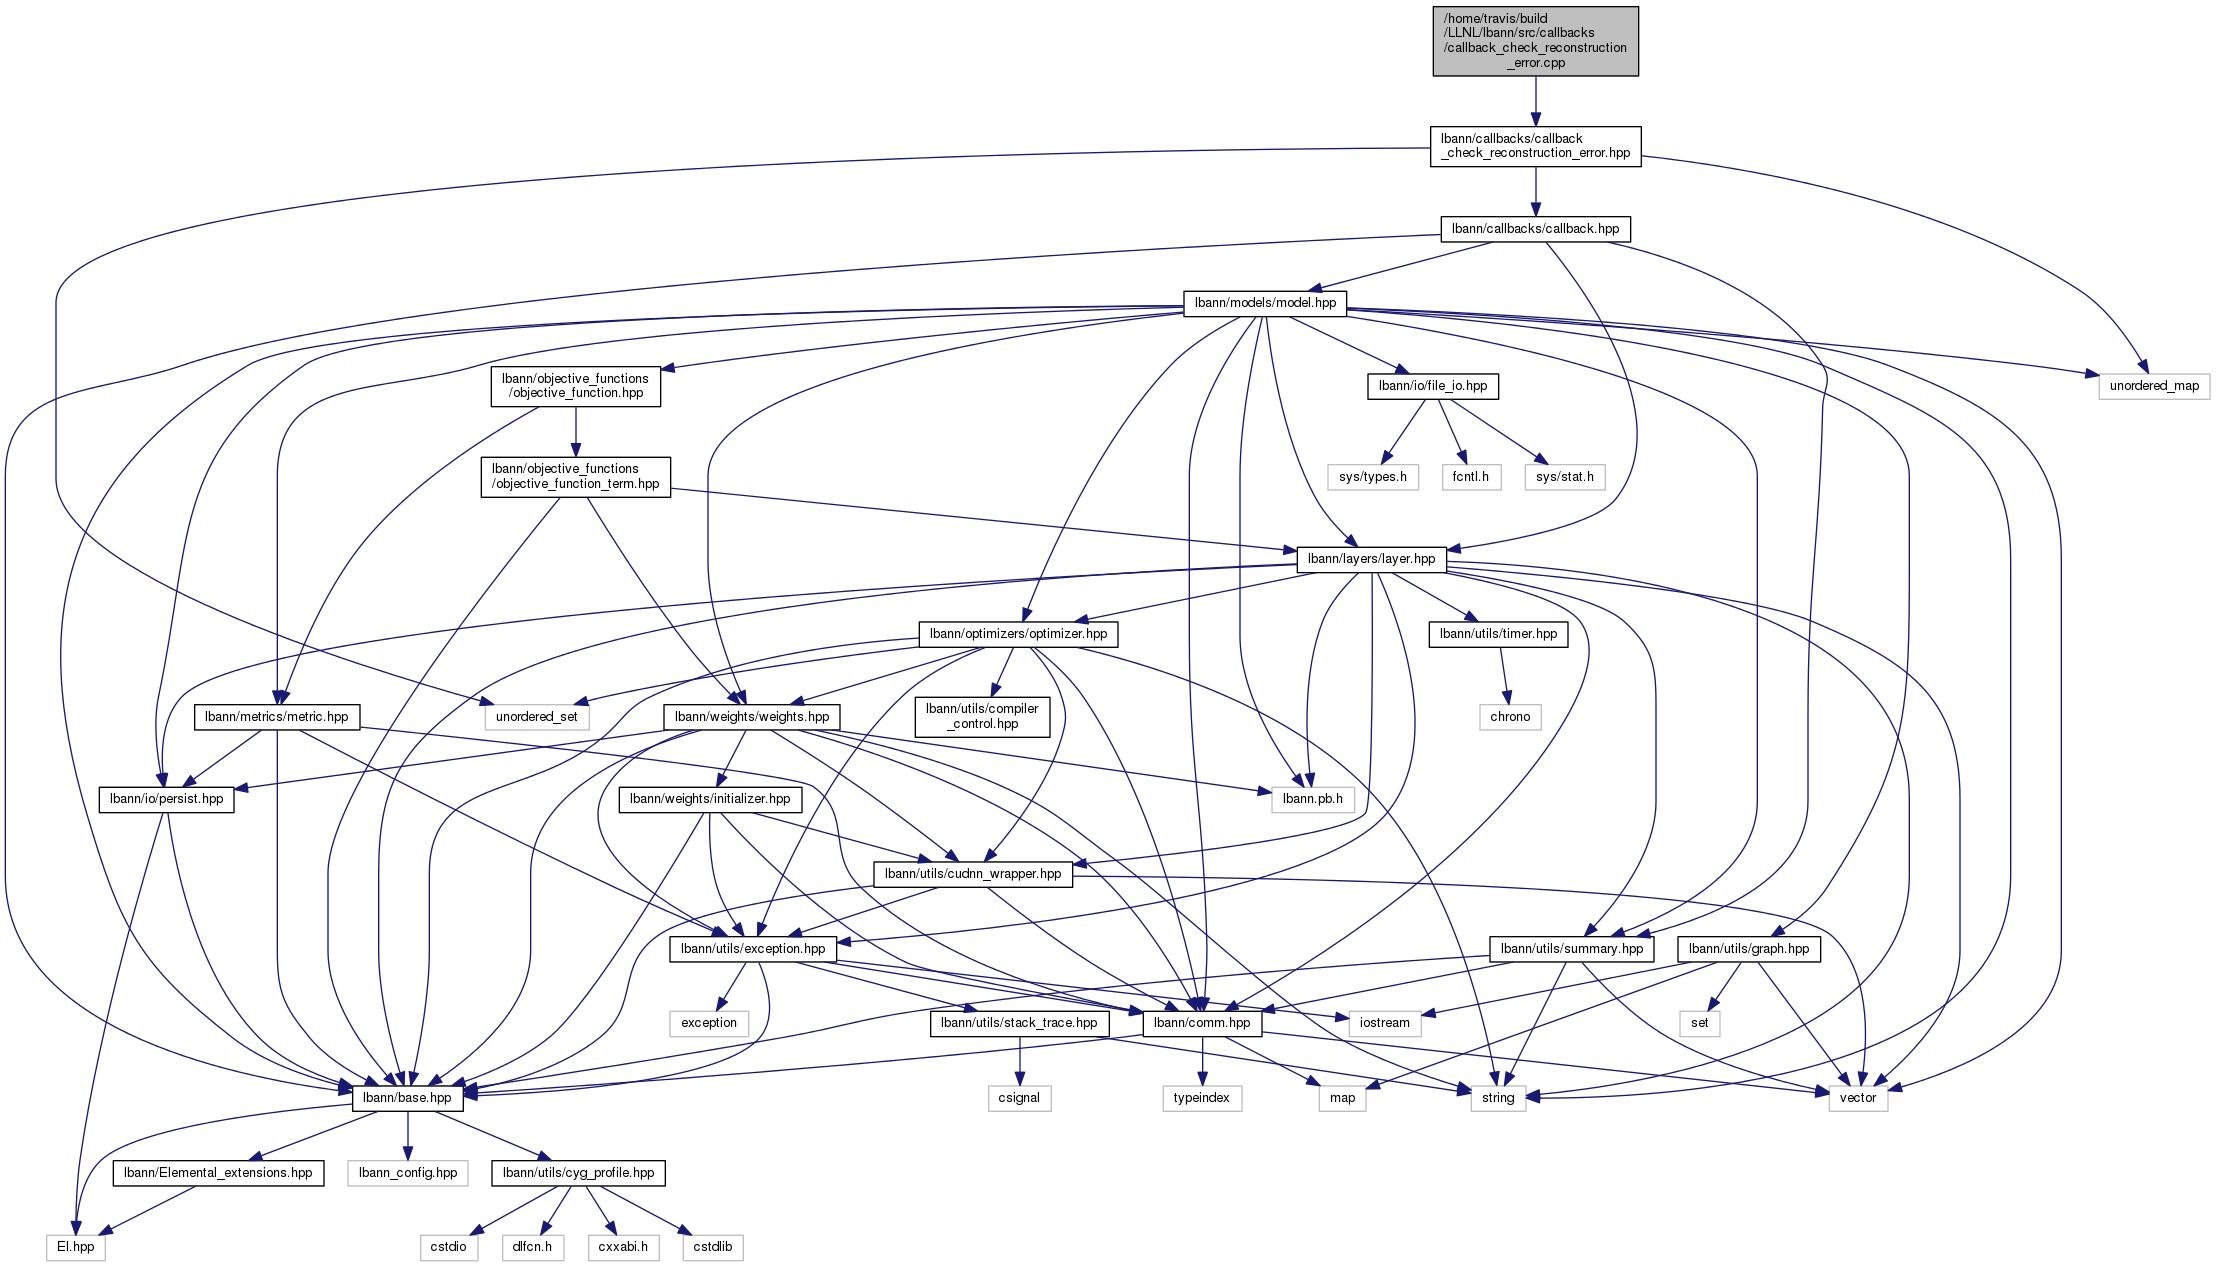 /home/travis/build
/LLNL/lbann/src/callbacks
/callback_check_reconstruction
_error.cpp
lbann/callbacks/callback
_check_reconstruction_error.hpp
lbann/callbacks/callback.hpp
lbann/models/model.hpp
lbann/objective_functions
/objective_function.hpp
lbann/io/file_io.hpp
unordered_map
lbann/objective_functions
/objective_function_term.hpp
sys/types.h
fcntl.h
sys/stat.h
lbann/layers/layer.hpp
lbann/optimizers/optimizer.hpp
lbann/utils/timer.hpp
lbann/metrics/metric.hpp
unordered_set
lbann/weights/weights.hpp
lbann/utils/compiler
_control.hpp
chrono
lbann/io/persist.hpp
lbann/weights/initializer.hpp
lbann.pb.h
lbann/utils/cudnn_wrapper.hpp
lbann/utils/exception.hpp
lbann/utils/summary.hpp
lbann/utils/graph.hpp
exception
lbann/utils/stack_trace.hpp
lbann/comm.hpp
iostream
set
lbann/base.hpp
csignal
typeindex
map
string
vector
lbann/Elemental_extensions.hpp
lbann_config.hpp
lbann/utils/cyg_profile.hpp
El.hpp
cstdio
dlfcn.h
cxxabi.h
cstdlib